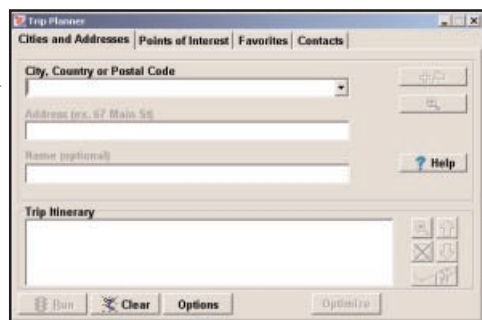 Trip Planner
Cities and Addresses Points of Interest Favorites Contacts
City, Country or Postal Code
Address (ex. 67 Main St)
Name (optional)
? Help
Trip Itinerary
Run Clear Options Optimize